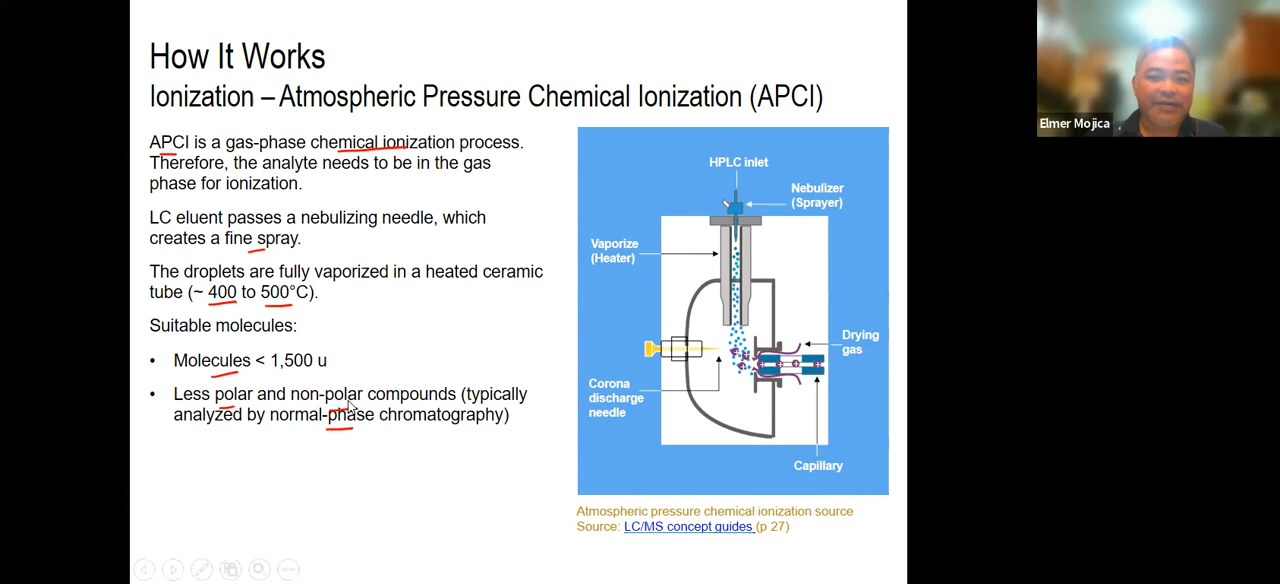 How It Works
Ionization – Atmospheric Pressure Chemical Ionization (APCI)
APCI is a gas-phase chemical ionization process.
Therefore, the analyte needs to be in the gas
phase for ionization.
LC eluent passes a nebulizing needle, which
creates a fine spray.
The droplets are fully vaporized in a heated ceramic
tube (~ 400 to 500°C).
Suitable molecules:
• Molecules < 1,500 u
• Less polar and non-polar compounds (typically
analyzed by normal-phase chromatography)
HPLC inlet
Nebulizer
(Sprayer)
Vaporize
(Heater)
Drying
gas
Corona
discharge
needle
Capillary
Atmospheric pressure chemical ionization source
Source: LC/MS concept guides (p 27)
Elmer Mojica